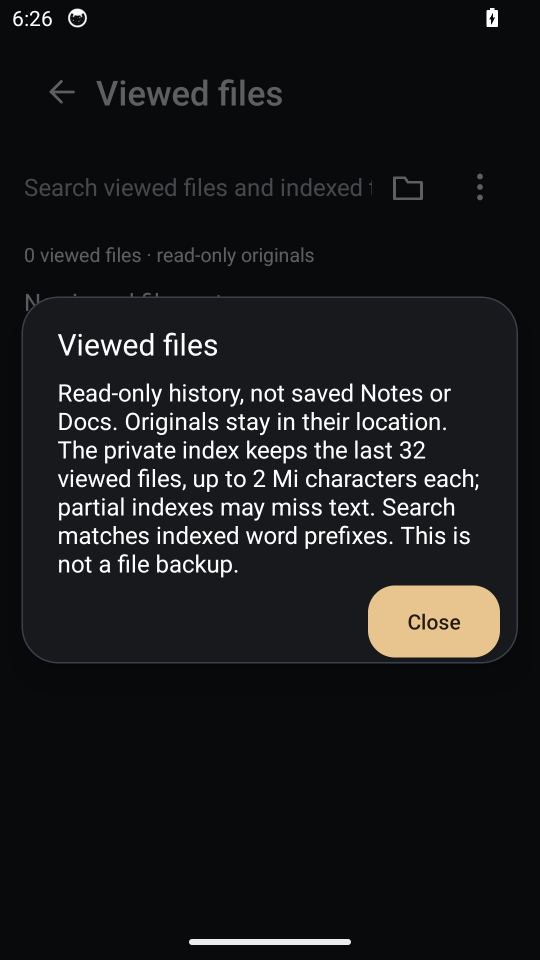 6:26
Viewed files
Search viewed files and indexed
0 viewed files · read-only originals
Viewed files
Read-only history, not saved Notes or
Docs. Originals stay in their location.
The private index keeps the last 32
viewed files, up to 2 Mi characters each;
partial indexes may miss text. Search
matches indexed word prefixes. This is
not a file backup.
Close